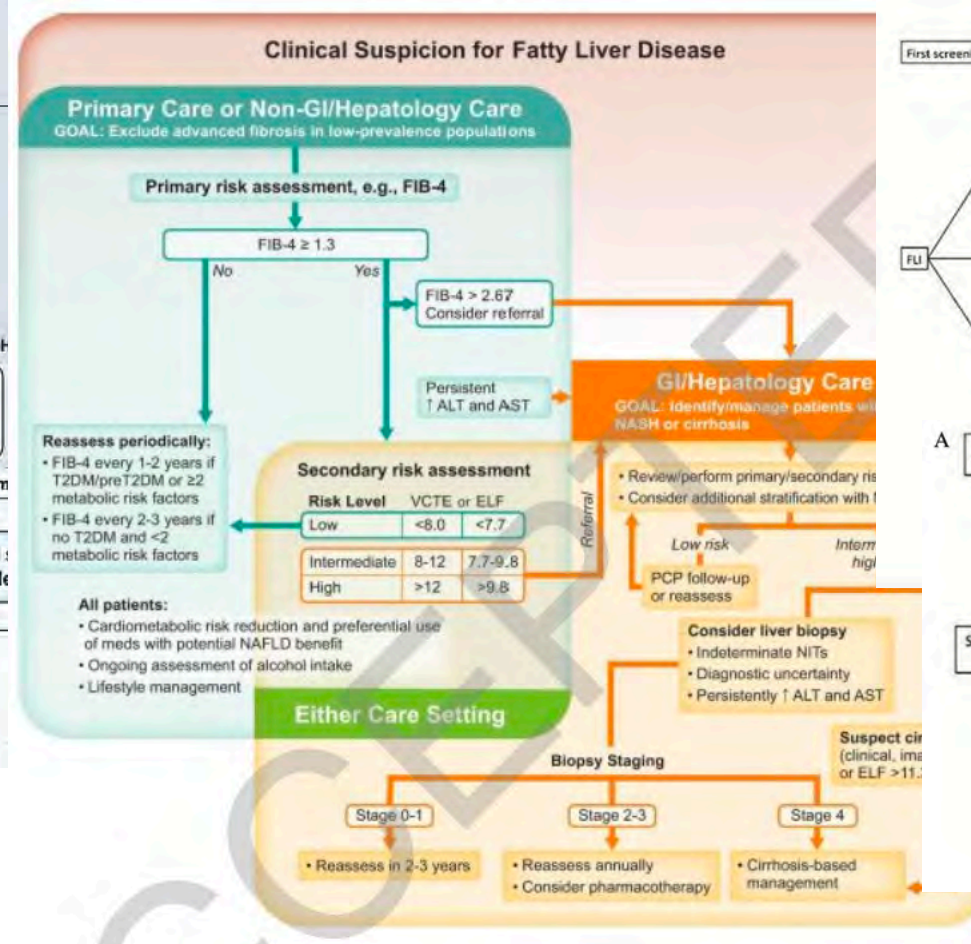 Clinical Suspicion for Fatty Liver Disease
Primary Care or Non-GI/Hepatology Care
GOAL: Exclude advanced fibrosis in low-prevalence populations
Primary risk assessment, e.g., FIB-4
FIB-4 ≥ 1.3
No
Yes
FIB-4 > 2.67
Consider referral
Persistent
↑ ALT and AST
GI/Hepatology Care
GOAL: Identify/manage patients
NASH or cirrhosis
Reassess periodically:
• FIB-4 every 1-2 years if
T2DM/preT2DM or ≥2
metabolic risk factors
• FIB-4 every 2-3 years if
no T2DM and <2
metabolic risk factors
Secondary risk assessment
Risk Level VCTE or ELF
Low <8.0 <7.7
Intermediate 8-12 7.7-9.8
High >12 >9.8
Referral
• Review/perform primary/secondary
• Consider additional stratification with
Low risk
PCP follow-up
or reassess
All patients:
• Cardiometabolic risk reduction and preferential use
of meds with potential NAFLD benefit
• Ongoing assessment of alcohol intake
• Lifestyle management
Consider liver biopsy
• Indeterminate NITs
• Diagnostic uncertainty
• Persistently ↑ ALT and AST
Either Care Setting
Suspect
(clinical,
or ELF
Biopsy Staging
Stage 0-1
Stage 2-3
Stage 4
• Reassess in 2-3 years
• Reassess annually
• Consider pharmacotherapy
• Cirrhosis-based
management
First
FLI
A